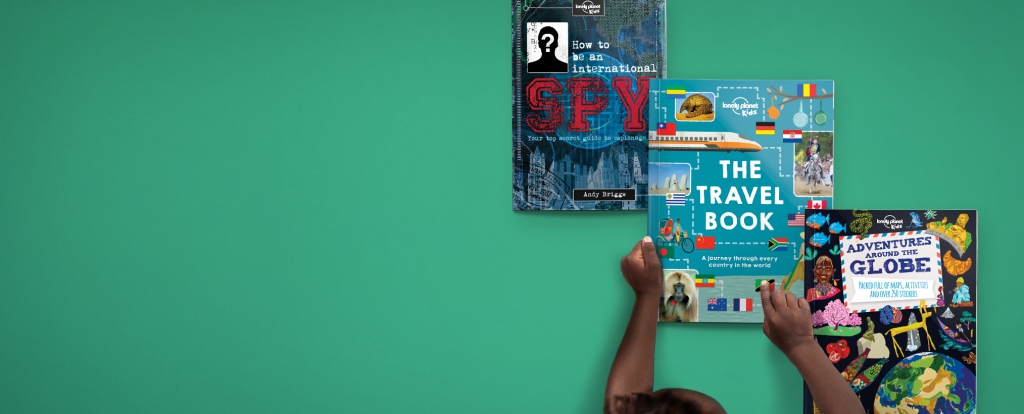 lonely planet
Kids
?
How to
be an
international
SPY
Your top secret guide to espionage
Andy Briggs
lonely planet
Kids
THE
TRAVEL
BOOK
A journey through every
country in the world
lonely planet
Kids
ADVENTURES
AROUND THE
GLOBE
PACKED FULL OF MAPS, ACTIVITIES
AND OVER 250 STICKERS